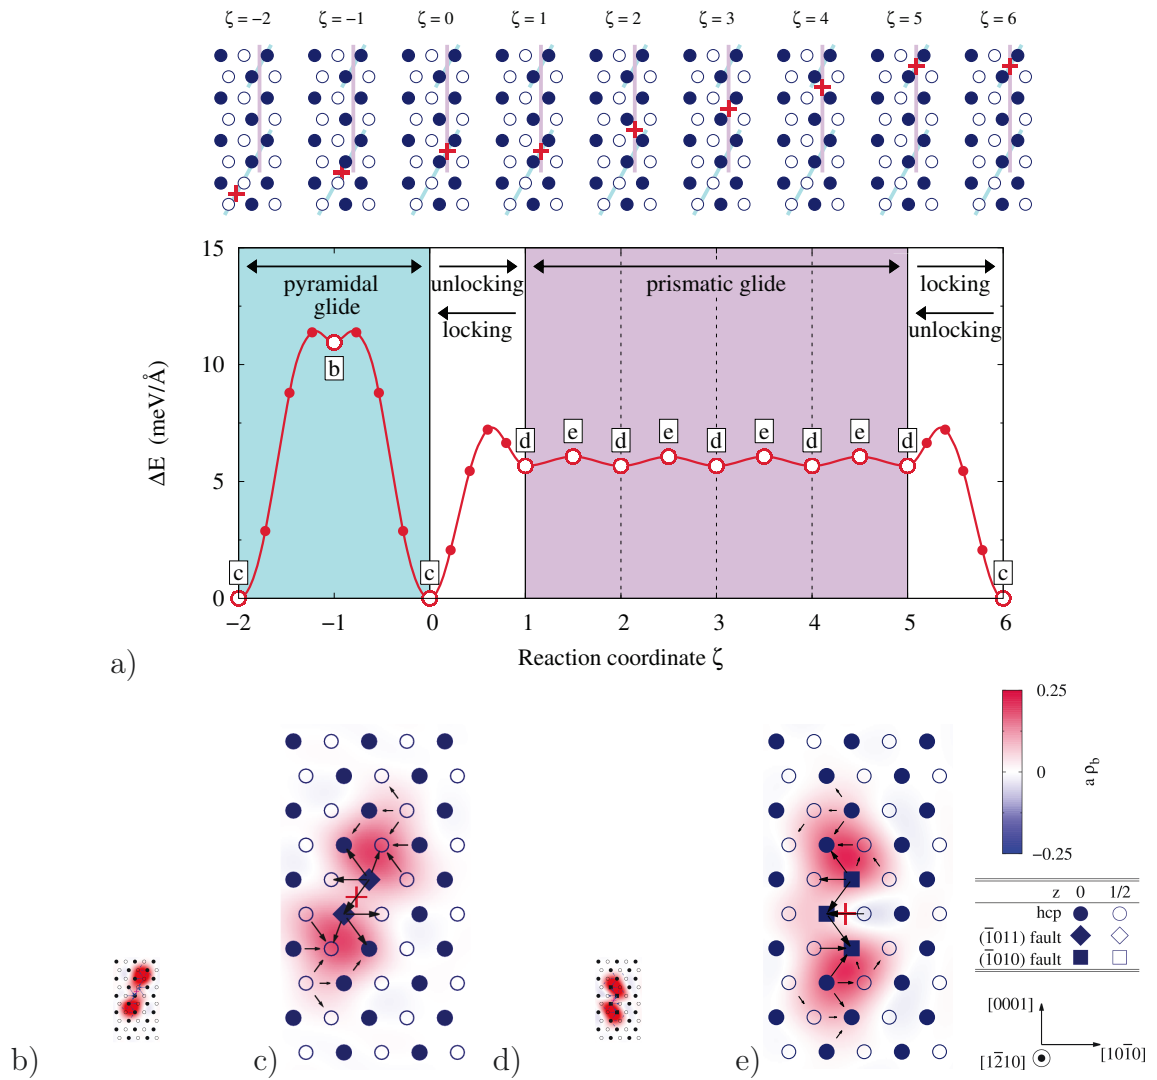 ζ = −2 ζ = −1 ζ = 0 ζ = 1 ζ = 2 ζ = 3 ζ = 4 ζ = 5 ζ = 6
15
10
5
0
ΔE (meV/Å)
pyramidal
glide
unlocking
locking
prismatic glide
locking
unlocking
b
d e d e d e d e d
c c c
−2 −1 0 1 2 3 4 5 6
Reaction coordinate ζ
a)
0.25
0
−0.25
a ρb
z 0 1/2
hcp
(1̄011) fault
(1̄010) fault
[0001]
[101̄0]
[12̄10]
b)
c)
d)
e)